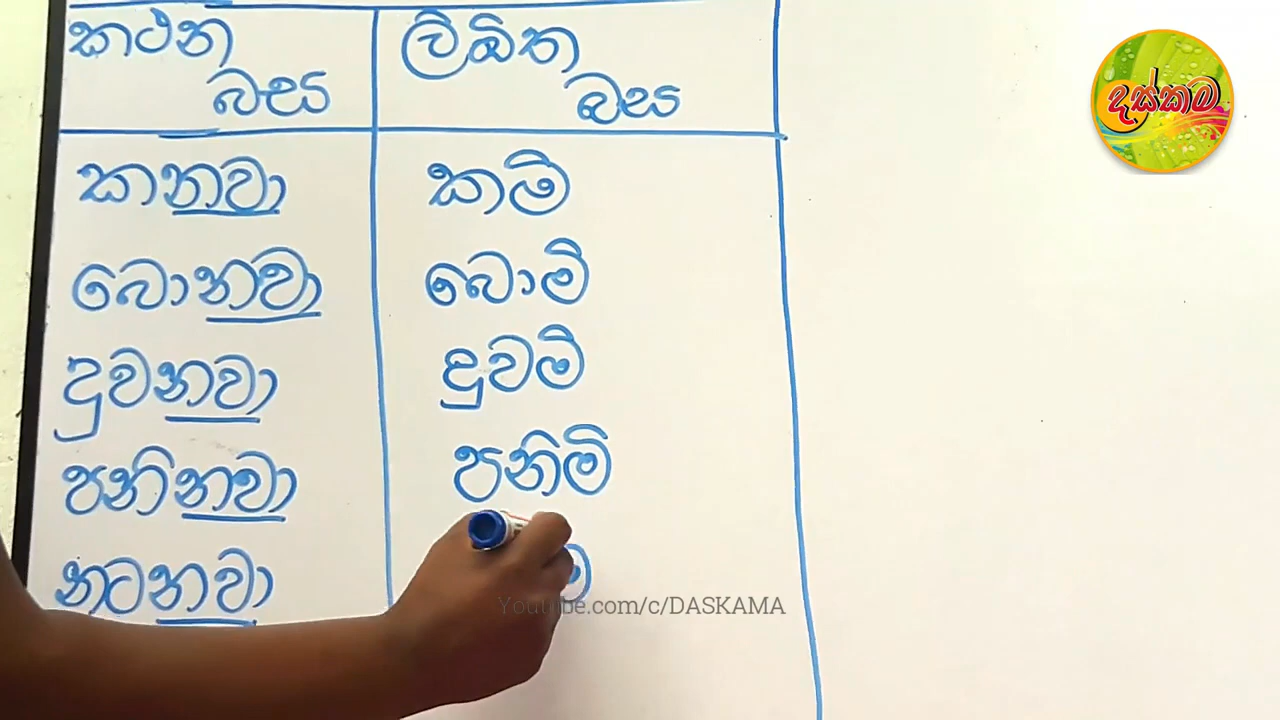 කථන
බස
ලිඛිත
බස
දස්කම
කනවා
කමි
බොනවා
බොමි
දුවනවා
දුවමි
පනිනවා
පනිමි
නටනවා
Youtube.com/c/DASKAMA